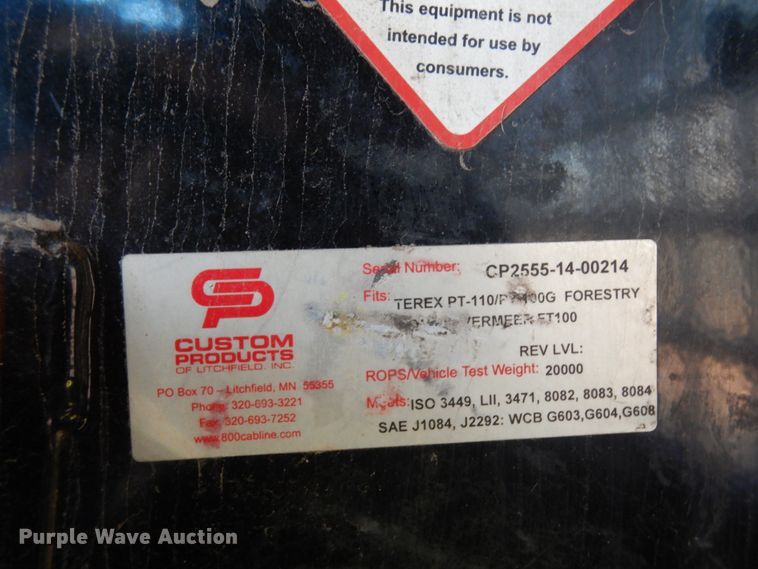 This equipment is not
intended for use by
consumers.
CP
CUSTOM
PRODUCTS
OF LITCHFIELD, INC.
PO Box 70 – Litchfield, MN 55355
Phone: 320-693-3221
Fax: 320-693-7252
www.800cabline.com
Serial Number: CP2555-14-00214
Fits: TEREX PT-110/PT-100G FORESTRY
VERMEER FT100
REV LVL:
ROPS/Vehicle Test Weight: 20000
Meets: ISO 3449, LII, 3471, 8082, 8083, 8084
SAE J1084, J2292: WCB G603,G604,G608
Purple Wave Auction